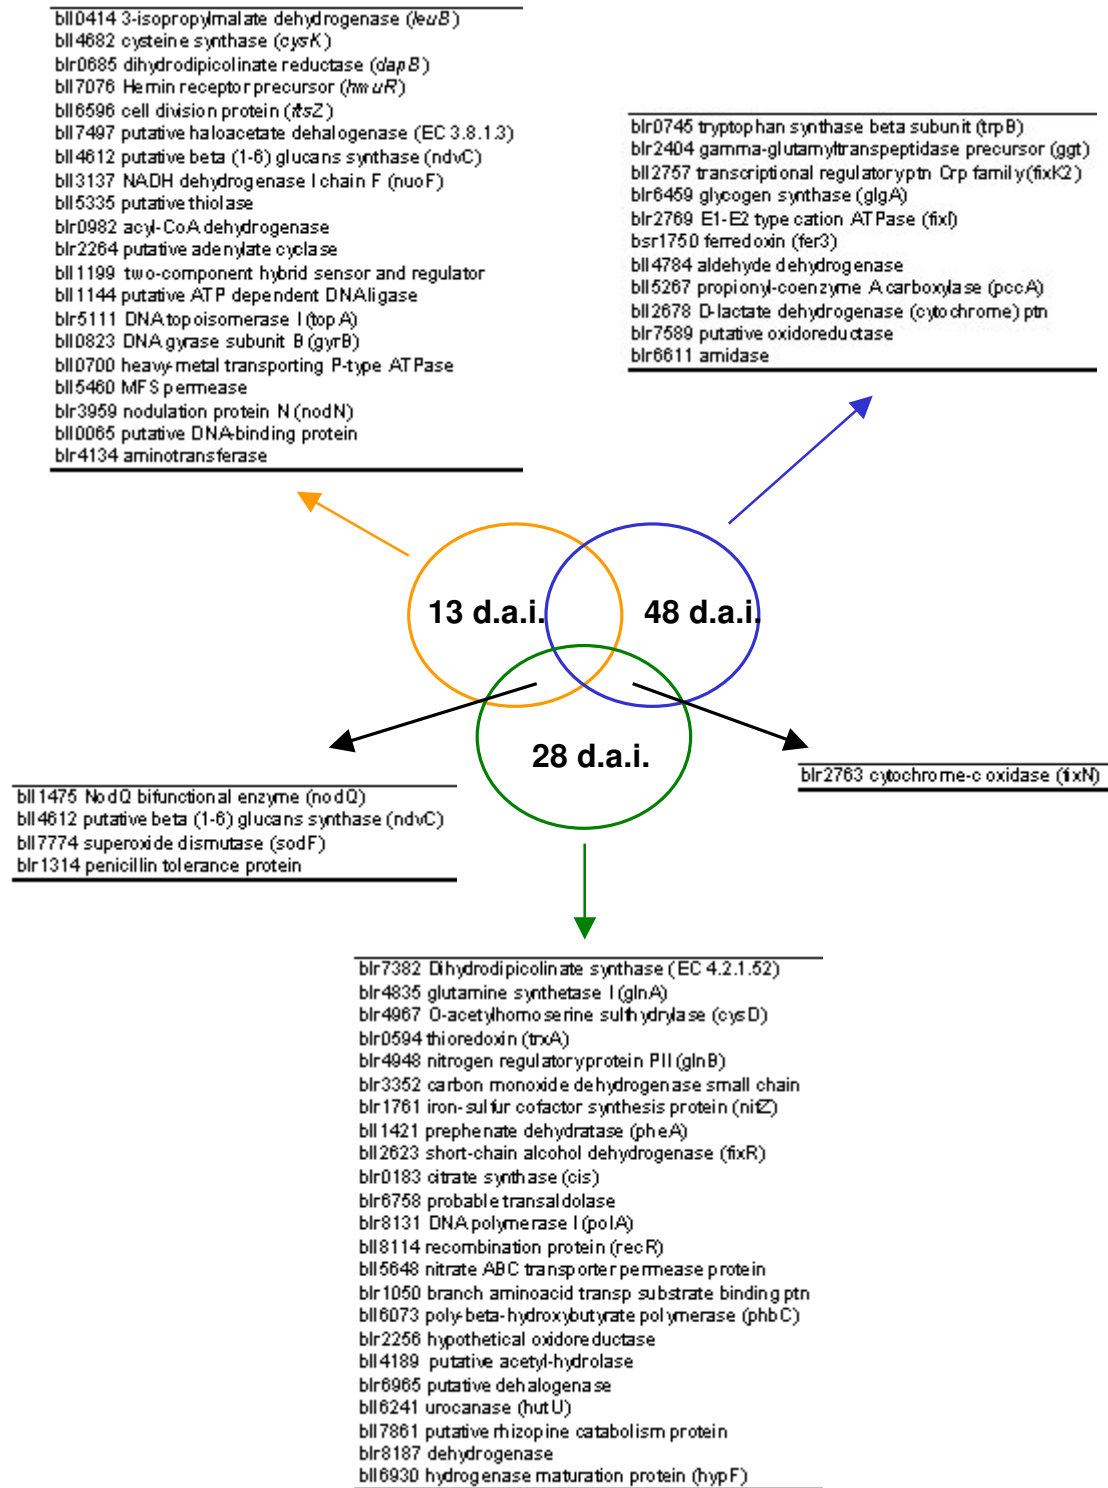 bll0414 3-isopropylmalate dehydrogenase (leuB)
bll4682 cysteine synthase (cysK)
blr0685 dihydrodipicolinate reductase (dapB)
bll7076 Hemin receptor precursor (hmuR)
bll6596 cell division protein (ftsZ)
bll7497 putative haloacetate dehalogenase (EC 3.8.1.3)
bll4612 putative beta (1-6) glucans synthase (ndvC)
bll3137 NADH dehydrogenase I chain F (nuoF)
bll5335 putative thiolase
blr0982 acyl-CoA dehydrogenase
blr2264 putative adenylate cyclase
bll1199 two-component hybrid sensor and regulator
bll1144 putative ATP dependent DNA ligase
blr5111 DNA topoisomerase I (topA)
bll0823 DNA gyrase subunit B (gyrB)
bll0700 heavy-metal transporting P-type ATPase
bll5460 MFS permease
blr3959 nodulation protein N (nodN)
bll0065 putative DNA-binding protein
blr4134 aminotransferase
blr0745 tryptophan synthase beta subunit (trpB)
blr2404 gamma-glutamyltranspeptidase precursor (ggt)
bll2757 transcriptional regulatory ptn Crp family (fixK2)
blr6459 glycogen synthase (glgA)
blr2769 E1-E2 type cation ATPase (fixI)
bsr1750 ferredoxin (fer3)
bll4784 aldehyde dehydrogenase
bll5267 propionyl-coenzyme A carboxylase (pccA)
bll2678 D-lactate dehydrogenase (cytochrome) ptn
blr7589 putative oxidoreductase
blr6611 amidase
13 d.a.i.
48 d.a.i.
28 d.a.i.
bll1475 NodQ bifunctional enzyme (nodQ)
bll4612 putative beta (1-6) glucans synthase (ndvC)
bll7774 superoxide dismutase (sodF)
blr1314 penicillin tolerance protein
blr2763 cytochrome-c oxidase (fixN)
blr7382 Dihydrodipicolinate synthase (EC 4.2.1.52)
blr4835 glutamine synthetase I (glnA)
blr4967 O-acetylhomoserine sulfhydrylase (cysD)
blr0594 thioredoxin (trxA)
blr4948 nitrogen regulatory protein PII (glnB)
blr3352 carbon monoxide dehydrogenase small chain
blr1761 iron-sulfur cofactor synthesis protein (nifZ)
bll1421 prephenate dehydratase (pheA)
bll2623 short-chain alcohol dehydrogenase (fixR)
blr0183 citrate synthase (cis)
blr6758 probable transaldolase
blr8131 DNA polymerase I (polA)
bll8114 recombination protein (recR)
bll5648 nitrate ABC transporter permease protein
blr1050 branch aminoacid transp substrate binding ptn
bll6073 poly-beta-hydroxybutyrate polymerase (phbC)
blr2256 hypothetical oxidoreductase
bll4189 putative acetyl-hydrolase
blr6965 putative dehalogenase
bll6241 urocanase (hutU)
bll7861 putative rhizopine catabolism protein
blr8187 dehydrogenase
bll6930 hydrogenase maturation protein (hypF)